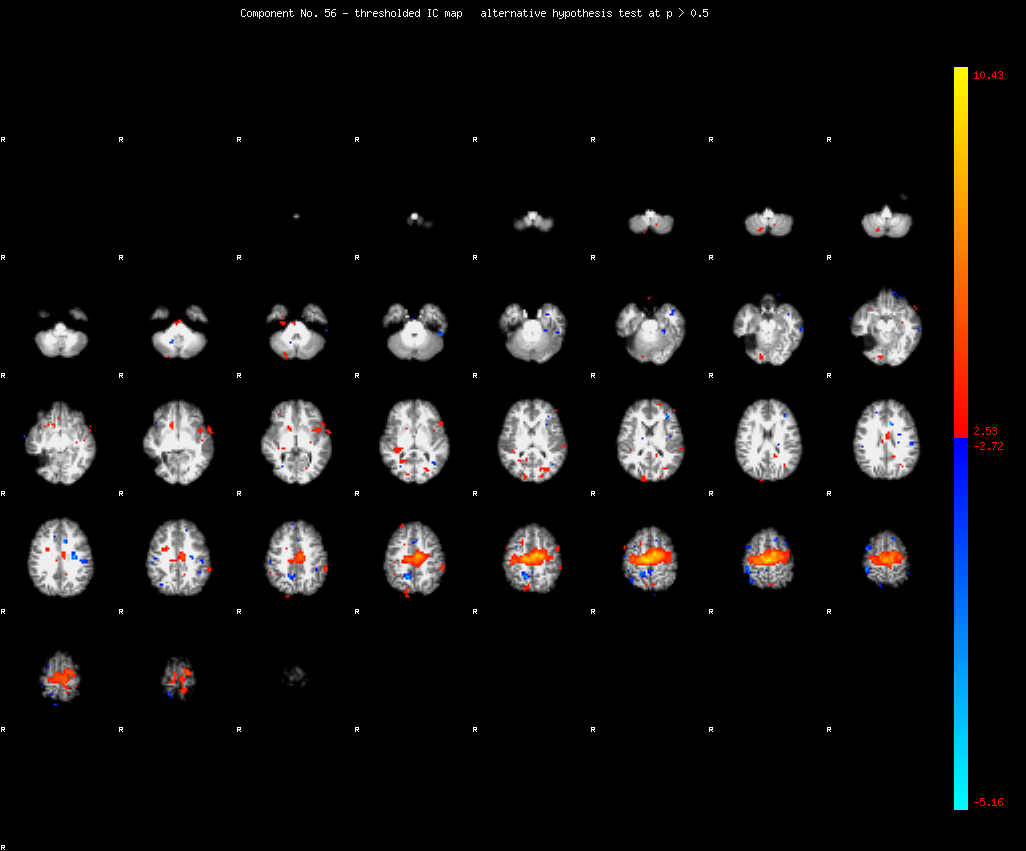 Component No. 56 - thresholded IC map   alternative hypothesis test at p > 0.5
10.43
R R R R R R R R
R R R R R R R R
R R R R R R R R
2.53
-2.72
R R R R R R R R
R R R R R R R R
R R R R R R R R
-5.16
R